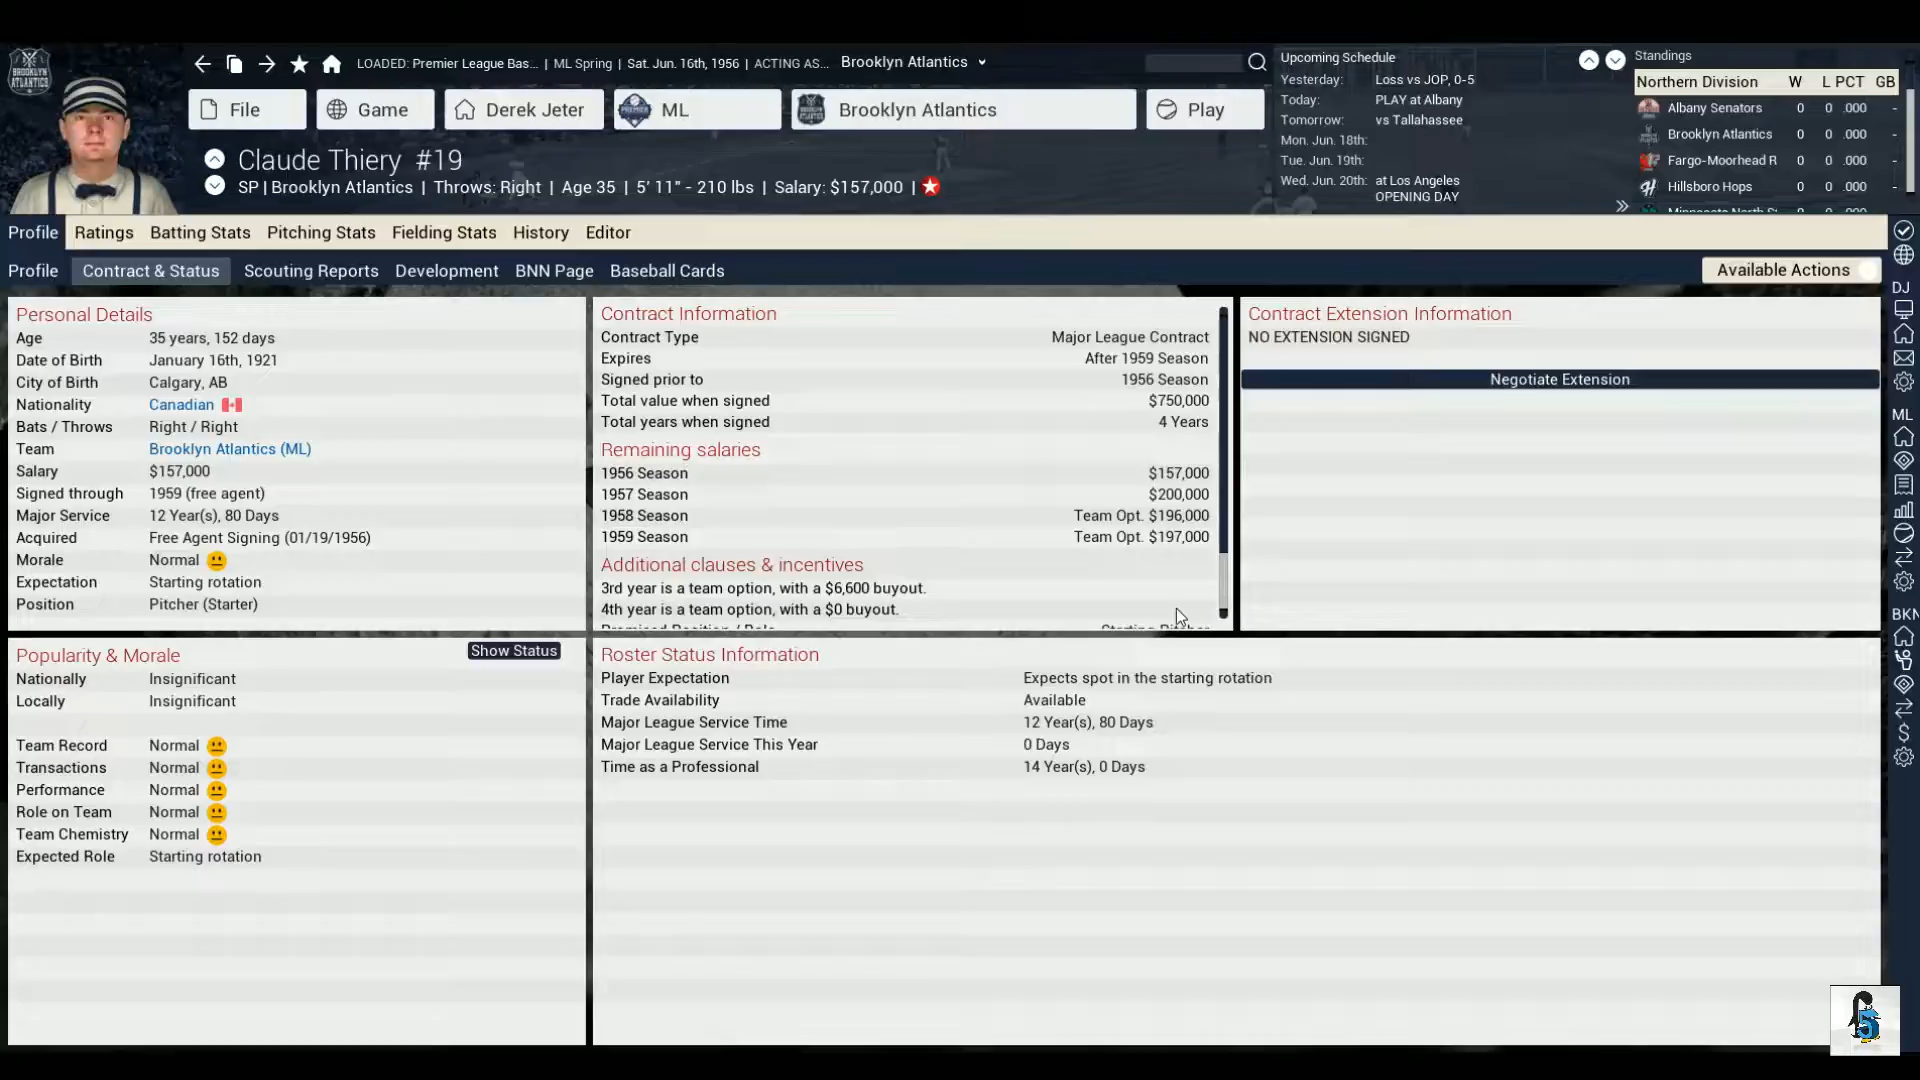 LOADED: Premier League Bas... | ML Spring | Sat. Jun. 16th, 1956 | ACTING AS... Brooklyn Atlantics
File Game Derek Jeter ML Brooklyn Atlantics Play
Claude Thiery #19
SP | Brooklyn Atlantics | Throws: Right | Age 35 | 5' 11" - 210 lbs | Salary: $157,000 |
Upcoming Schedule
Yesterday: Loss vs JOP, 0-5
Today: PLAY at Albany
Tomorrow: vs Tallahassee
Mon. Jun. 18th:
Tue. Jun. 19th:
Wed. Jun. 20th: at Los Angeles
OPENING DAY
Standings
Northern Division W L PCT GB
Albany Senators 0 0 .000 -
Brooklyn Atlantics 0 0 .000 -
Fargo-Moorhead R 0 0 .000 -
Hillsboro Hops 0 0 .000 -
Profile Ratings Batting Stats Pitching Stats Fielding Stats History Editor
Profile Contract & Status Scouting Reports Development BNN Page Baseball Cards Available Actions
Personal Details
Age 35 years, 152 days
Date of Birth January 16th, 1921
City of Birth Calgary, AB
Nationality Canadian
Bats / Throws Right / Right
Team Brooklyn Atlantics (ML)
Salary $157,000
Signed through 1959 (free agent)
Major Service 12 Year(s), 80 Days
Acquired Free Agent Signing (01/19/1956)
Morale Normal
Expectation Starting rotation
Position Pitcher (Starter)
Contract Information
Contract Type Major League Contract
Expires After 1959 Season
Signed prior to 1956 Season
Total value when signed $750,000
Total years when signed 4 Years
Remaining salaries
1956 Season $157,000
1957 Season $200,000
1958 Season Team Opt. $196,000
1959 Season Team Opt. $197,000
Additional clauses & incentives
3rd year is a team option, with a $6,600 buyout.
4th year is a team option, with a $0 buyout.
Contract Extension Information
NO EXTENSION SIGNED
Negotiate Extension
Popularity & Morale Show Status
Nationally Insignificant
Locally Insignificant
Team Record Normal
Transactions Normal
Performance Normal
Role on Team Normal
Team Chemistry Normal
Expected Role Starting rotation
Roster Status Information
Player Expectation Expects spot in the starting rotation
Trade Availability Available
Major League Service Time 12 Year(s), 80 Days
Major League Service This Year 0 Days
Time as a Professional 14 Year(s), 0 Days
DJ
ML
BKN